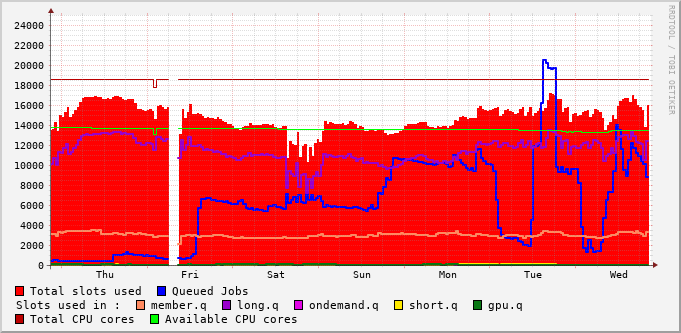 RRDTOOL / TOBI OETIKER
24000
22000
20000
18000
16000
14000
12000
10000
8000
6000
4000
2000
0
Thu Fri Sat Sun Mon Tue Wed
Total slots used Queued Jobs
Slots used in : member.q long.q ondemand.q short.q gpu.q
Total CPU cores Available CPU cores